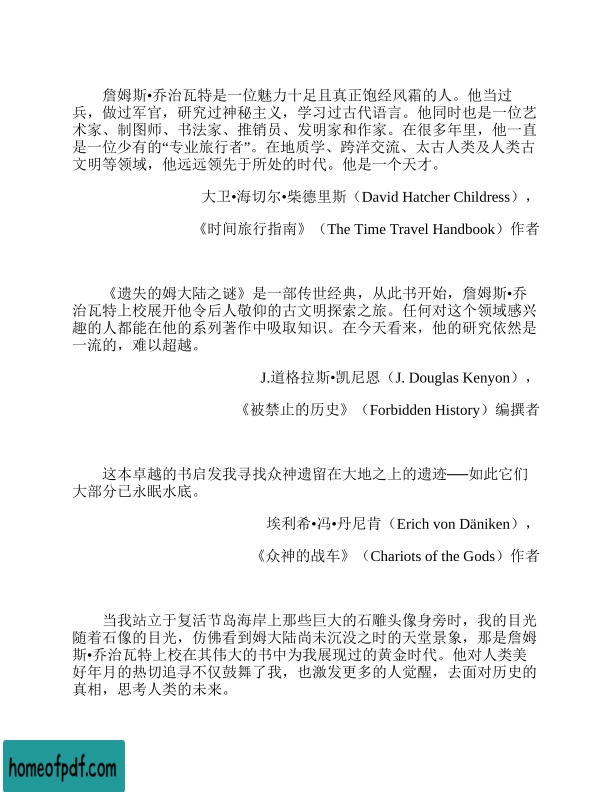 詹姆斯•乔治瓦特是一位魅力十足且真正饱经风霜的人。他当过
兵，做过军官，研究过神秘主义，学习过古代语言。他同时也是一位艺
术家、制图师、书法家、推销员、发明家和作家。在很多年里，他一直
是一位少有的“专业旅行者”。在地质学、跨洋交流、太古人类及人类古
文明等领域，他远远领先于所处的时代。他是一个天才。
大卫•海切尔•柴德里斯（David Hatcher Childress），
《时间旅行指南》（The Time Travel Handbook）作者
《遗失的姆大陆之谜》是一部传世经典，从此书开始，詹姆斯•乔
治瓦特上校展开他令后人敬仰的古文明探索之旅。任何对这个领域感兴
趣的人都能在他的系列著作中吸取知识。在今天看来，他的研究依然是
一流的，难以超越。
J.道格拉斯•凯尼恩（J. Douglas Kenyon），
《被禁止的历史》（Forbidden History）编撰者
这本卓越的书启发我寻找众神遗留在大地之上的遗迹──如此它们
大部分已永眠水底。
埃利希•冯•丹尼肯（Erich von Däniken），
《众神的战车》（Chariots of the Gods）作者
当我站立于复活节岛海岸上那些巨大的石雕头像身旁时，我的目光
随着石像的目光，仿佛看到姆大陆尚未沉没之时的天堂景象，那是詹姆
斯•乔治瓦特上校在其伟大的书中为我展现过的黄金时代。他对人类美
好年月的热切追寻不仅鼓舞了我，也激发更多的人觉醒，去面对历史的
真相，思考人类的未来。
homeofpdf.com